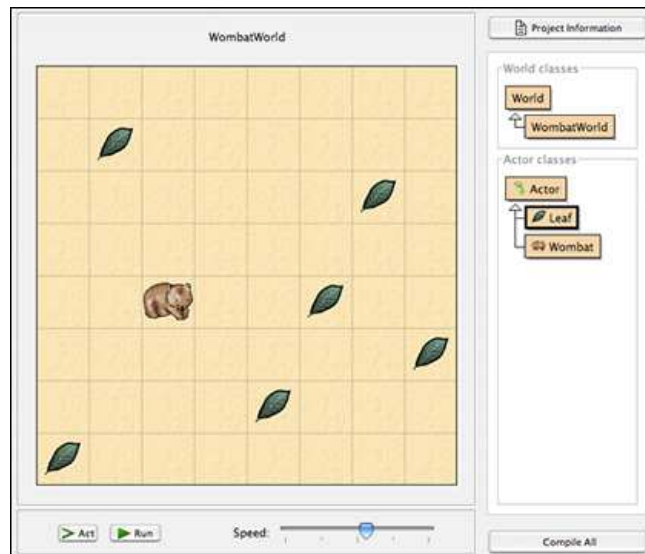 WombatWorld
Project Information
World classes
World
WombatWorld
Actor classes
Actor
Leaf
Wombat
Act
Run
Speed:
Compile All